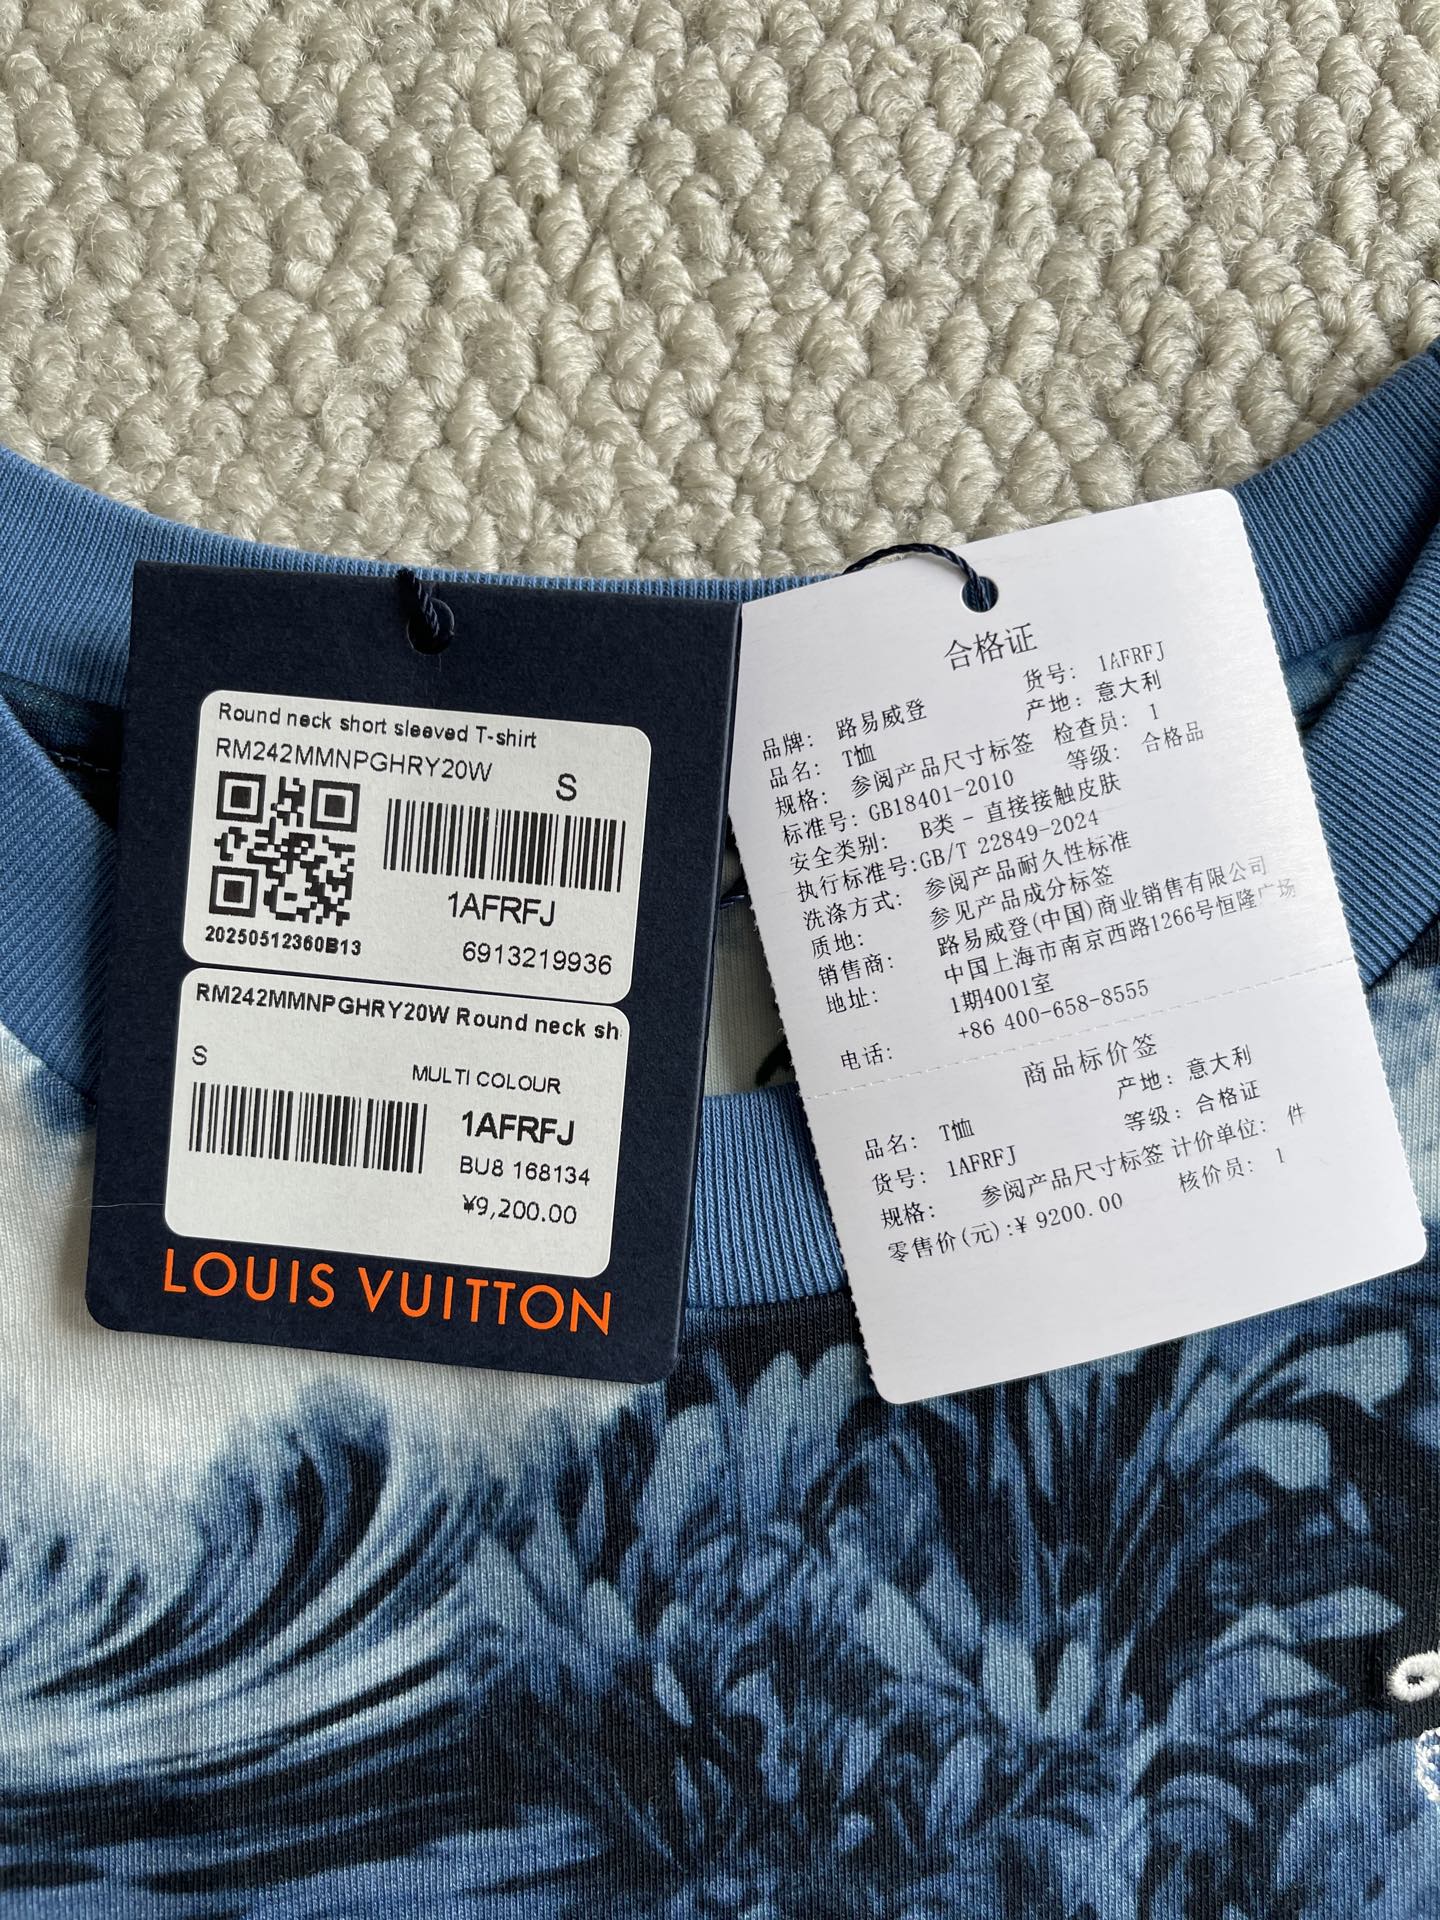 Round neck short sleeved T-shirt
RM242MMNPGHRY20W
S
1AFRFJ
20250512360B13
6913219936
RM242MMNPGHRY20W Round neck sh
S
MULTI COLOUR
1AFRFJ
BU8 168134
¥9,200.00
LOUIS VUITTON
合格证
品牌: 路易威登 货号: 1AFRFJ
品名: T恤 产地: 意大利
规格: 参阅产品尺寸标签 检查员: 1
标准号: GB18401-2010 等级: 合格品
安全类别: B类 - 直接接触皮肤
执行标准号:GB/T 22849-2024
洗涤方式: 参阅产品耐久性标准
质地: 参见产品成分标签
销售商: 路易威登(中国)商业销售有限公司
地址: 中国上海市南京西路1266号恒隆广场
1期4001室
电话: +86 400-658-8555
商品标价签
品名: T恤 产地: 意大利
货号: 1AFRFJ 等级: 合格证
规格: 参阅产品尺寸标签 计价单位: 件
零售价(元):¥ 9200.00 核价员: 1